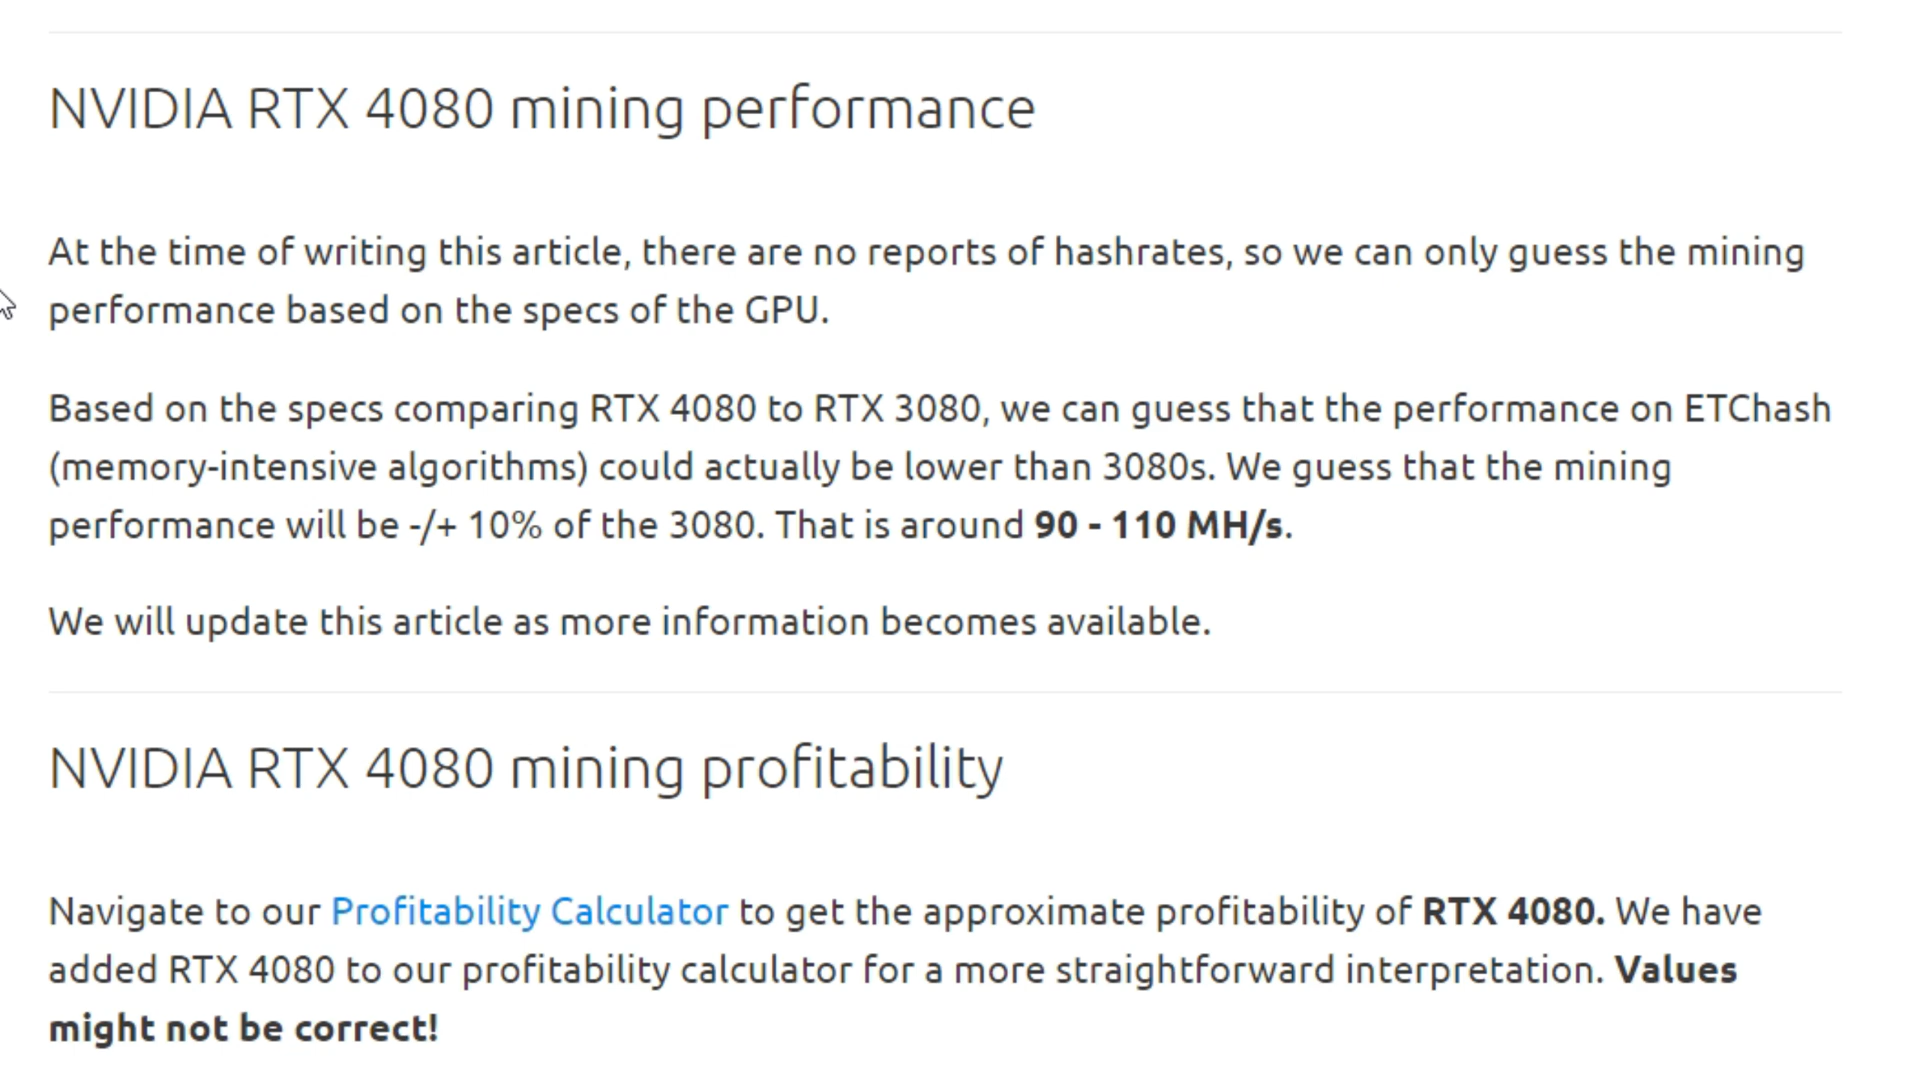 NVIDIA RTX 4080 mining performance
At the time of writing this article, there are no reports of hashrates, so we can only guess the mining
performance based on the specs of the GPU.
Based on the specs comparing RTX 4080 to RTX 3080, we can guess that the performance on ETChash
(memory-intensive algorithms) could actually be lower than 3080s. We guess that the mining
performance will be -/+ 10% of the 3080. That is around 90 - 110 MH/s.
We will update this article as more information becomes available.
NVIDIA RTX 4080 mining profitability
Navigate to our Profitability Calculator to get the approximate profitability of RTX 4080. We have
added RTX 4080 to our profitability calculator for a more straightforward interpretation. Values
might not be correct!